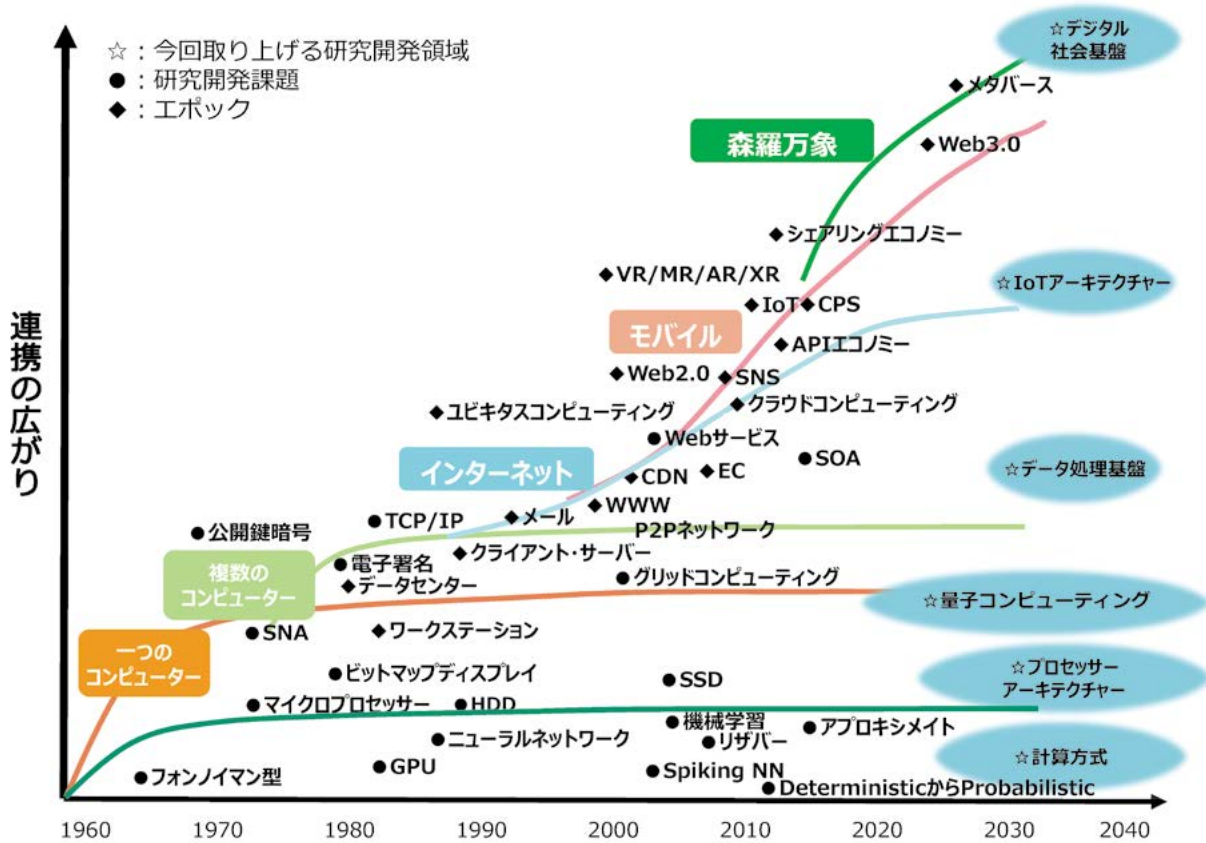 ☆デジタル
社会基盤
☆：今回取り上げる研究開発領域
●：研究開発課題
◆：エポック
◆メタバース
森羅万象
◆Web3.0
◆シェアリングエコノミー
◆VR/MR/AR/XR
☆IoTアーキテクチャー
◆IoT◆CPS
モバイル
◆APIエコノミー
連携の広がり
◆Web2.0
◆SNS
◆ユビキタスコンピューティング
◆クラウドコンピューティング
●Webサービス
●SOA
インターネット
☆データ処理基盤
◆CDN
◆EC
◆WWW
◆メール
●TCP/IP
●公開鍵暗号
P2Pネットワーク
◆クライアント・サーバー
●電子署名
複数の
コンピューター
◆データセンター
●グリッドコンピューティング
☆量子コンピューティング
●SNA
◆ワークステーション
一つの
コンピューター
●ビットマップディスプレイ
●SSD
☆プロセッサー
アーキテクチャー
●マイクロプロセッサー
●HDD
●機械学習
●アプロキシメイト
●ニューラルネットワーク
●リザバー
☆計算方式
●フォンノイマン型
●GPU
●Spiking NN
●DeterministicからProbabilistic
1960 1970 1980 1990 2000 2010 2020 2030 2040